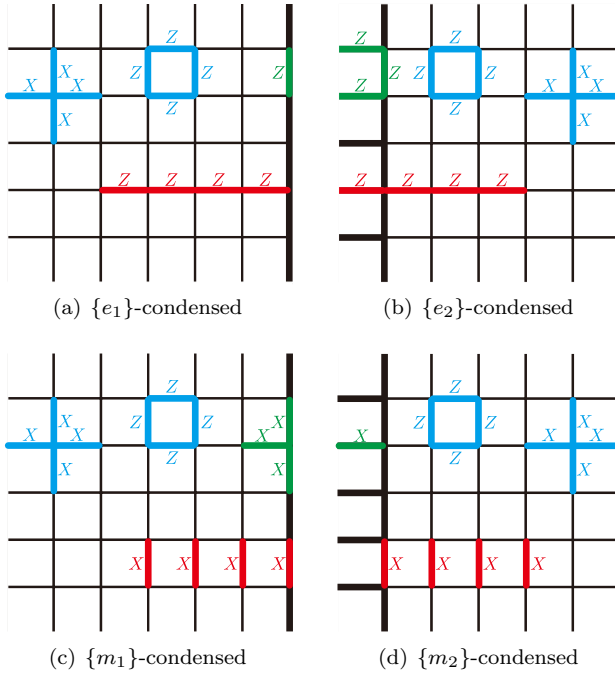 Z Z
Z Z Z Z Z Z
X X X Z Z X X X
X Z Z X
Z Z Z Z Z Z Z Z
(a) {e₁}-condensed (b) {e₂}-condensed
Z X Z
X X X Z Z X X Z Z X X X
X Z X X Z X
X X X X X X X X
(c) {m₁}-condensed (d) {m₂}-condensed